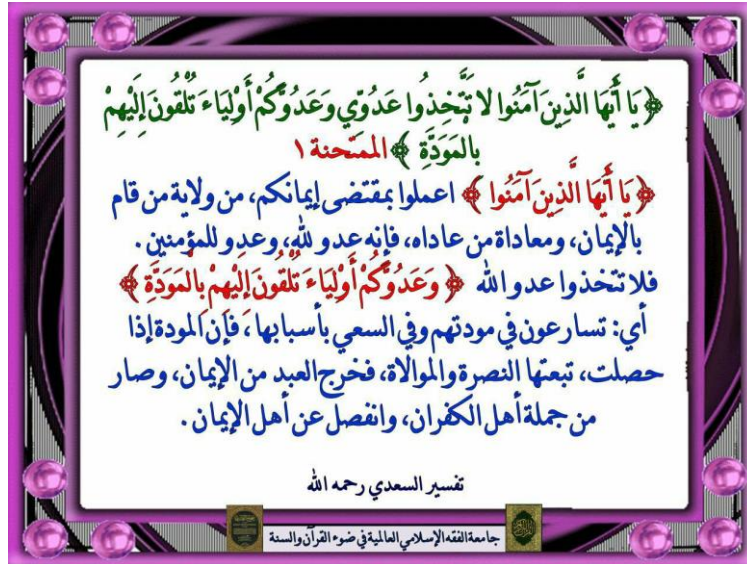 ﴿ يَا أَيُّهَا الَّذِينَ آمَنُوا لا تَتَّخِذُوا عَدُوِّي وَعَدُوَّكُمْ أَوْلِيَاءَ تُلْقُونَ إِلَيْهِمْ
بالمَوَدَّةِ ﴾ الممتحنة ١
﴿ يَا أَيُّهَا الَّذِينَ آمَنُوا ﴾ اعملوا بمقتضى إيمانكم، من ولاية من قام
بالإيمان، ومعاداة من عاداه، فإنه عدو لله، وعدو للمؤمنين .
فلا تتخذوا عدو الله ﴿ وَعَدُوَّكُمْ أَوْلِيَاءَ تُلْقُونَ إِلَيْهِمْ بِالْمَوَدَّةِ ﴾
أي: تسارعون في مودتهم وفي السعي بأسبابها ، فإن المودة إذا
حصلت، تبعتها النصرة والموالاة، فخرج العبد من الإيمان، وصار
من جملة أهل الكفران، وانفصل عن أهل الإيمان .
تفسير السعدي رحمه الله
جامعة الفقه الإسلامي العالمية في ضوء القرآن والسنة